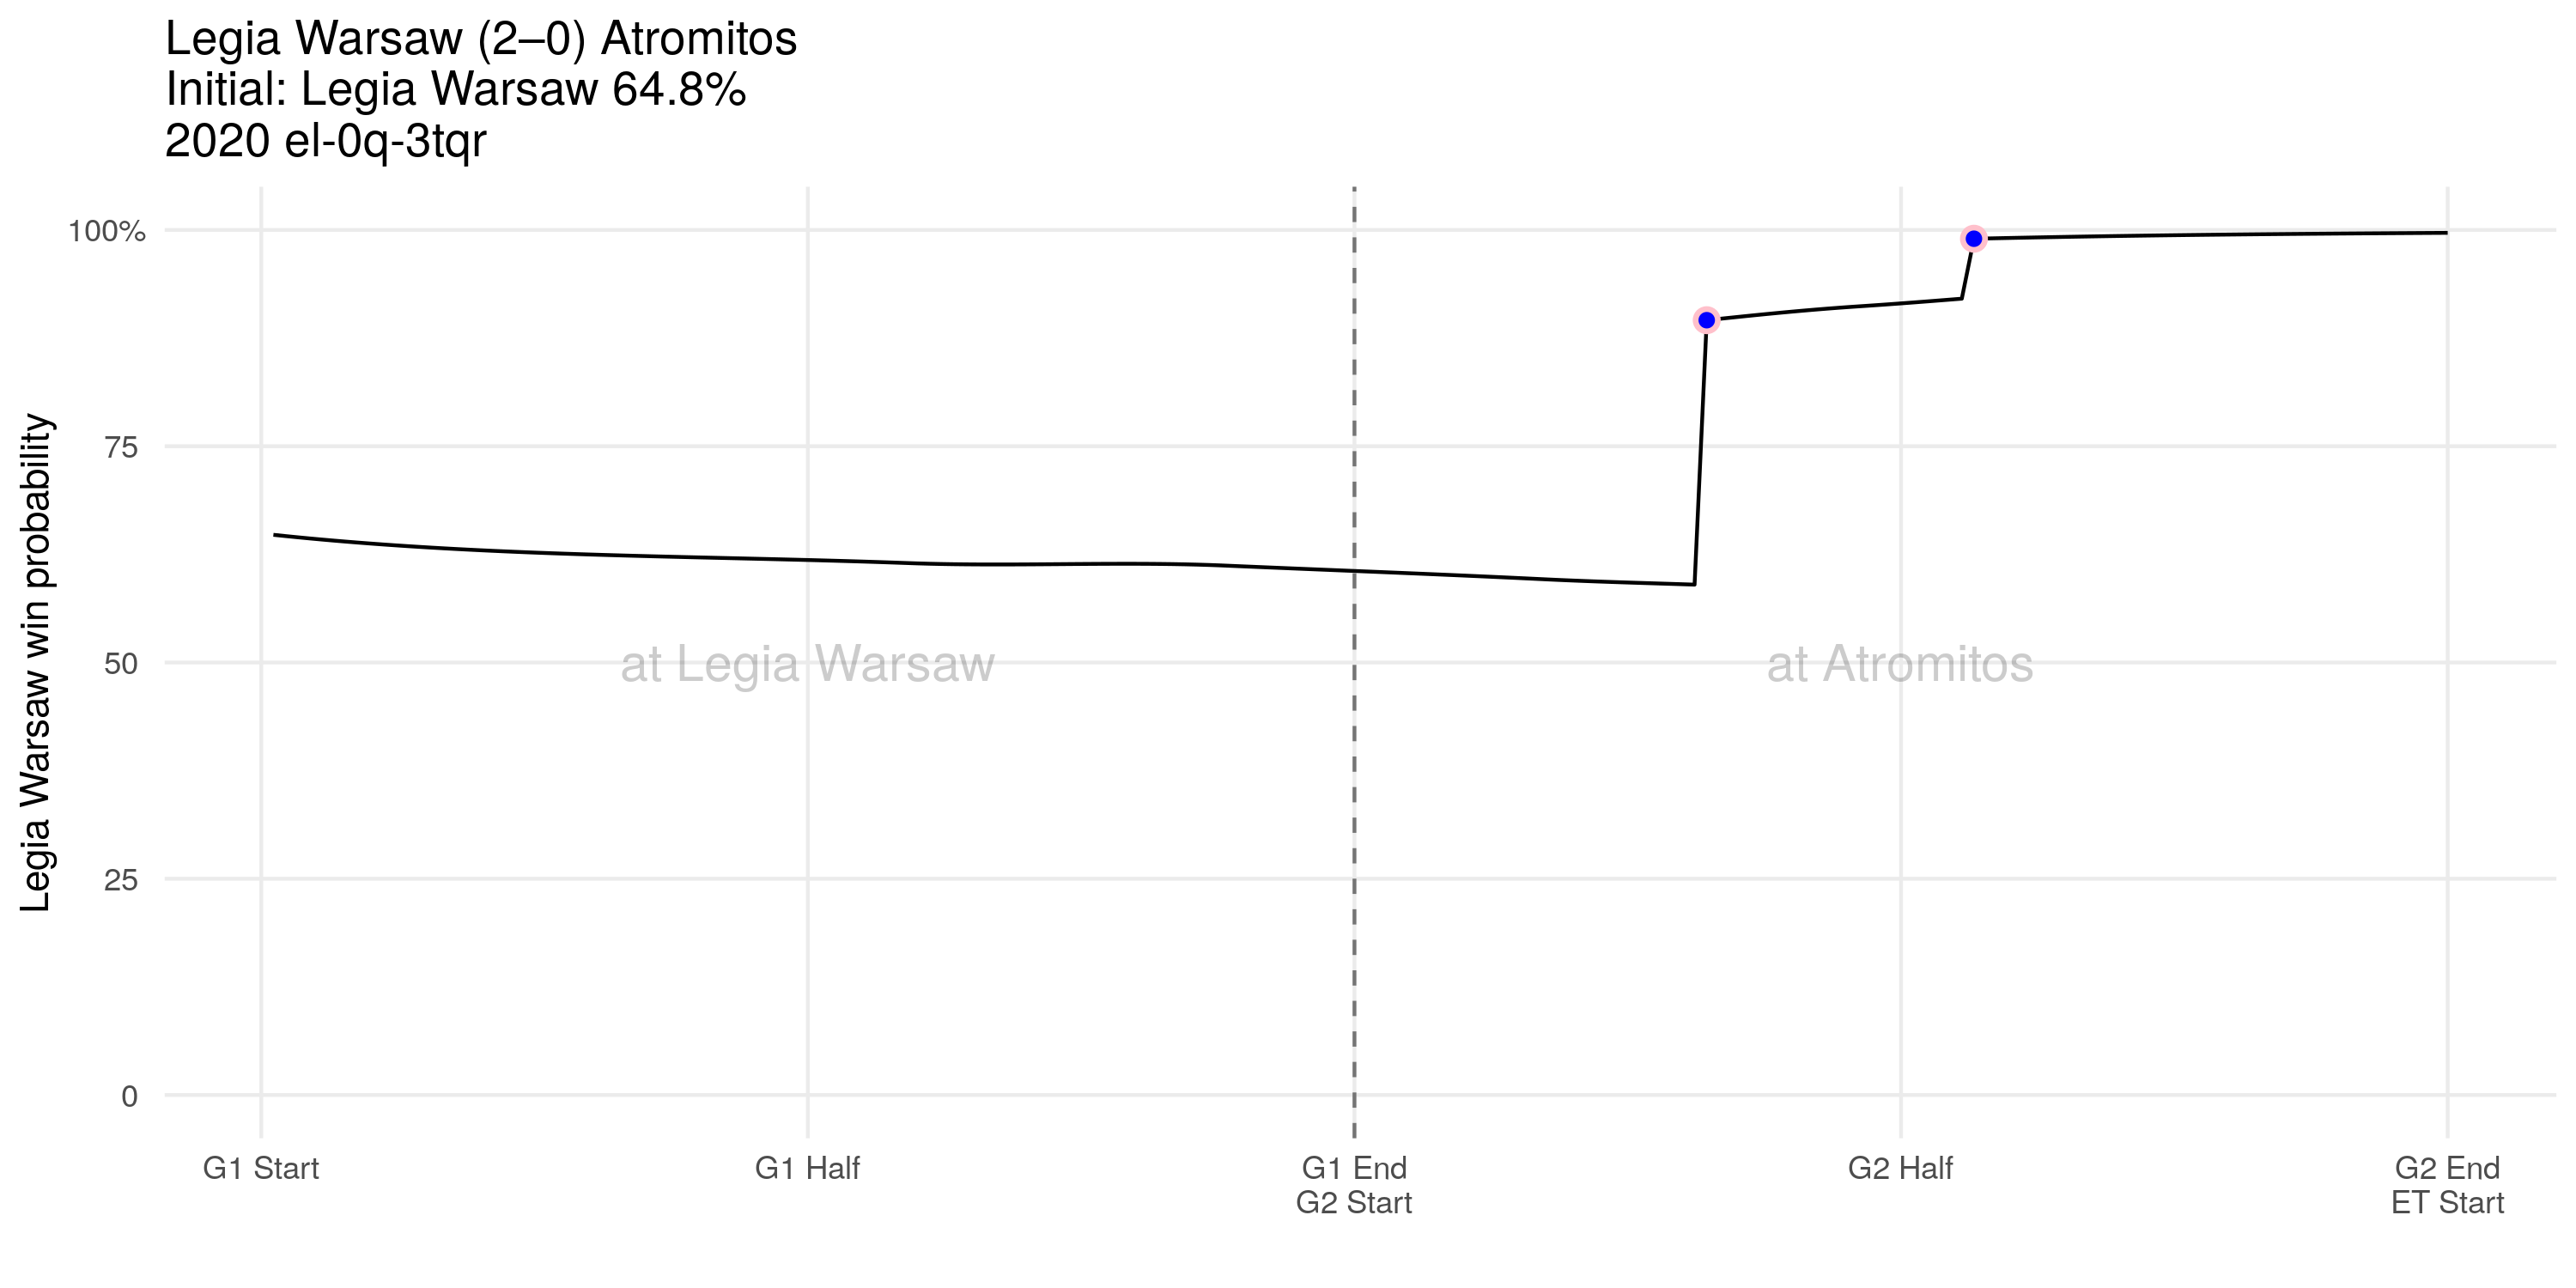 Legia Warsaw (2–0) Atromitos
Initial: Legia Warsaw 64.8%
2020 el-0q-3tqr
Legia Warsaw win probability
100%
75
50
25
0
at Legia Warsaw
at Atromitos
G1 Start
G1 Half
G1 End
G2 Start
G2 Half
G2 End
ET Start